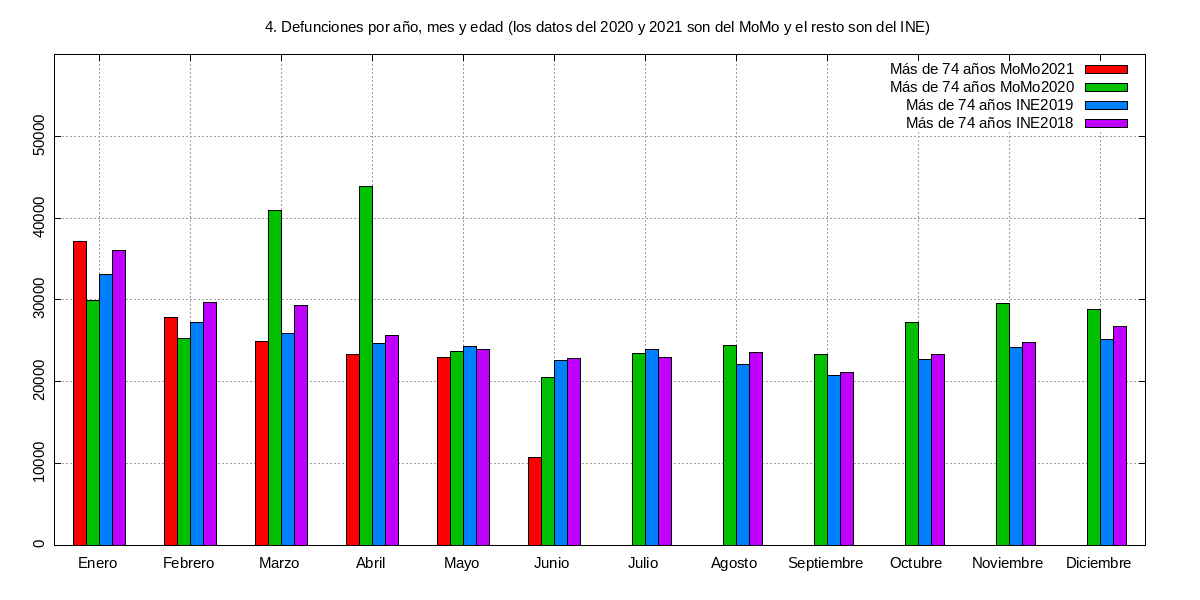 4. Defunciones por año, mes y edad (los datos del 2020 y 2021 son del MoMo y el resto son del INE)
Más de 74 años MoMo2021
Más de 74 años MoMo2020
Más de 74 años INE2019
Más de 74 años INE2018
50000
40000
30000
20000
10000
0
Enero Febrero Marzo Abril Mayo Junio Julio Agosto Septiembre Octubre Noviembre Diciembre